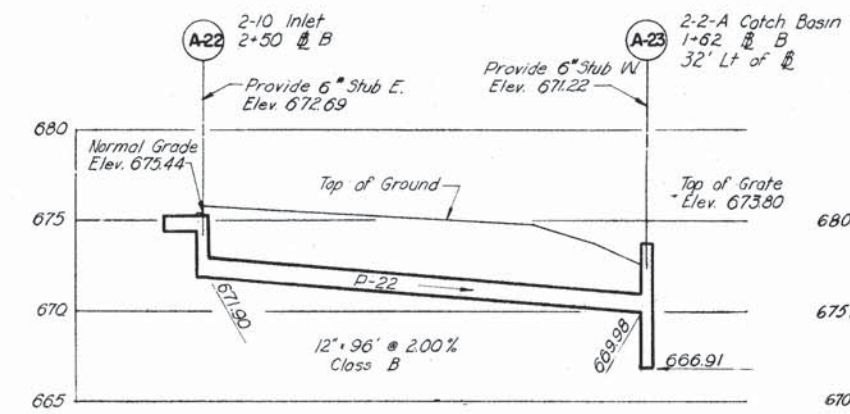 A-22
2-10 Inlet
2+50 ⅊ B
A-23
2-2-A Catch Basin
1+62 ⅊ B
32' Lt of ⅊
Provide 6" Stub E.
Elev. 672.69
Provide 6" Stub W
Elev. 671.22
680
Normal Grade
Elev. 675.44
Top of Ground
Top of Grate
Elev. 673.80
675
680
P-22
670
671.90
669.98
675
12" x 96' @ 2.00%
Class B
666.91
665
670